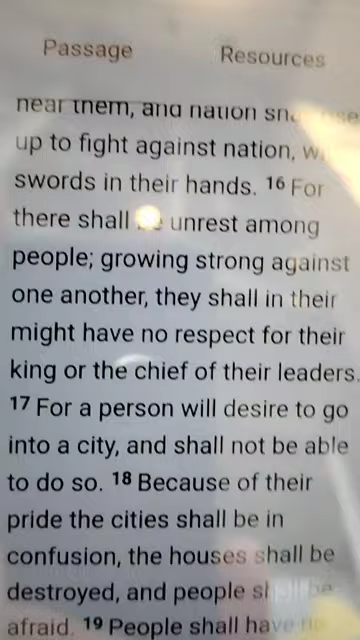 Passage Resources
near them, and nation
up to fight against nation,
swords in their hands. 16 For
there shall be unrest among
people; growing strong against
one another, they shall in their
might have no respect for their
king or the chief of their leaders.
17 For a person will desire to go
into a city, and shall not be able
to do so. 18 Because of their
pride the cities shall be in
confusion, the houses shall be
destroyed, and people shall be
afraid. 19 People shall have no